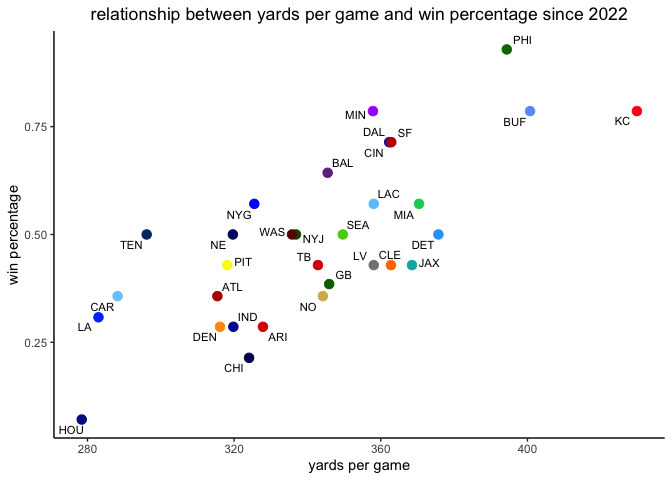 relationship between yards per game and win percentage since 2022
PHI
MIN
BUF
KC
0.75
DAL
SF
CIN
BAL
LAC
NYG
MIA
win percentage
0.50
TEN
NE
WAS
NYJ
SEA
DET
PIT
TB
LV
CLE
JAX
GB
ATL
CAR
NO
LA
DEN
IND
ARI
0.25
CHI
HOU
280
320
360
400
yards per game